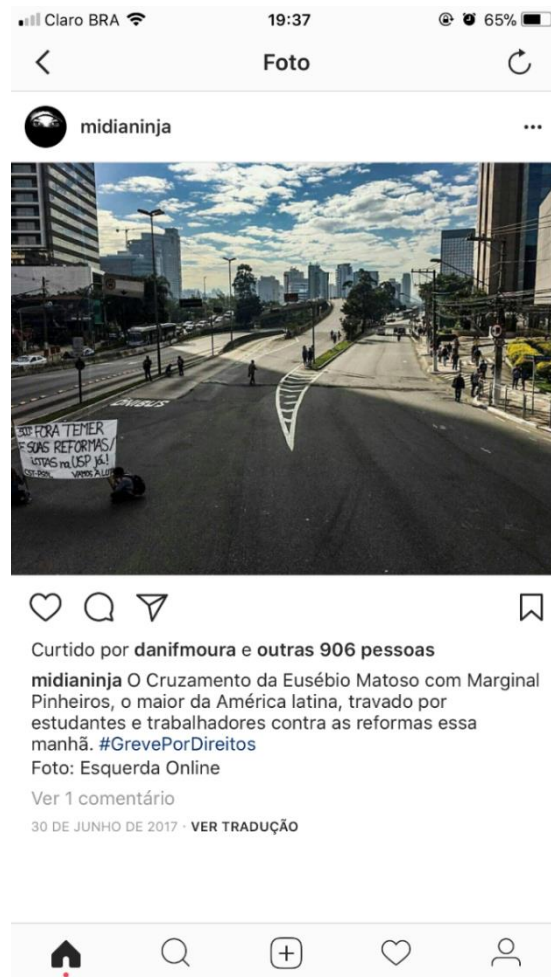 Claro BRA 19:37 65%
Foto
midianinja
ÔNIBUS
FORA TEMER
SUAS REFORMAS/
na USP já!
Curtido por danifmoura e outras 906 pessoas
midianinja O Cruzamento da Eusébio Matoso com Marginal
Pinheiros, o maior da América latina, travado por
estudantes e trabalhadores contra as reformas essa
manhã. #GrevePorDireitos
Foto: Esquerda Online
Ver 1 comentário
30 DE JUNHO DE 2017 · VER TRADUÇÃO